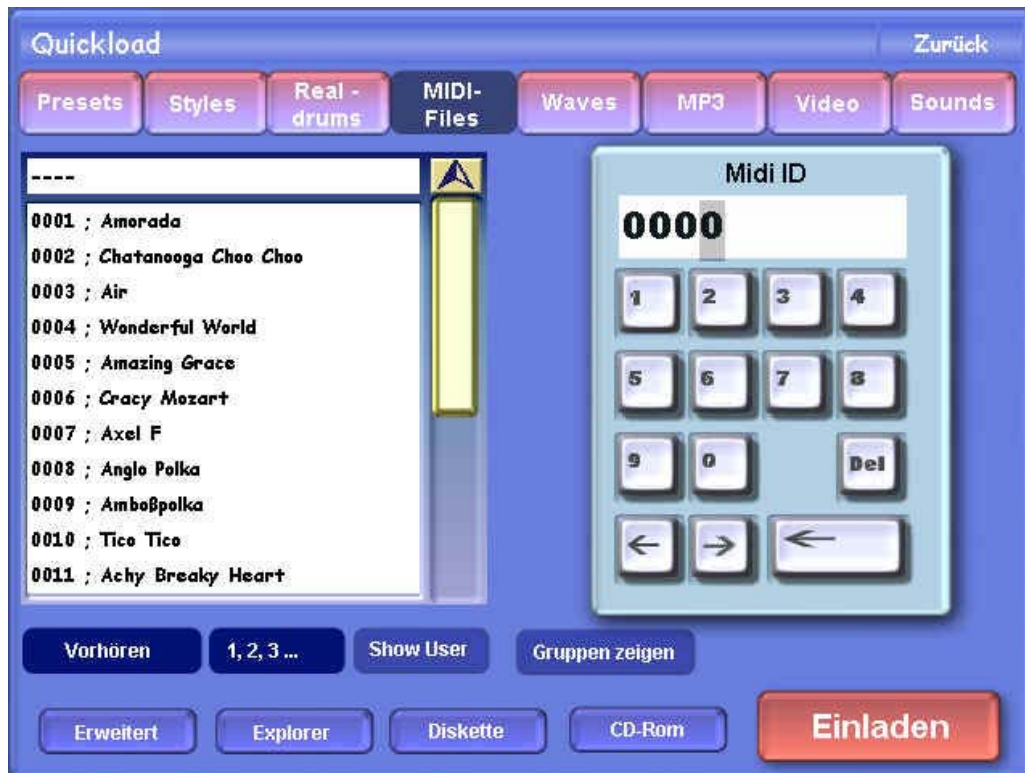 Quickload
Zurück
Presets
Styles
Real -
drums
MIDI-
Files
Waves
MP3
Video
Sounds
----
0001 ; Amorada
0002 ; Chatanooga Choo Choo
0003 ; Air
0004 ; Wonderful World
0005 ; Amazing Grace
0006 ; Cracy Mozart
0007 ; Axel F
0008 ; Anglo Polka
0009 ; Amboßpolka
0010 ; Tico Tico
0011 ; Achy Breaky Heart
Midi ID
0000
1 2 3 4
5 6 7 8
9 0 Del
← → ←
Vorhören
1, 2, 3 ...
Show User
Gruppen zeigen
Erweitert
Explorer
Diskette
CD-Rom
Einladen